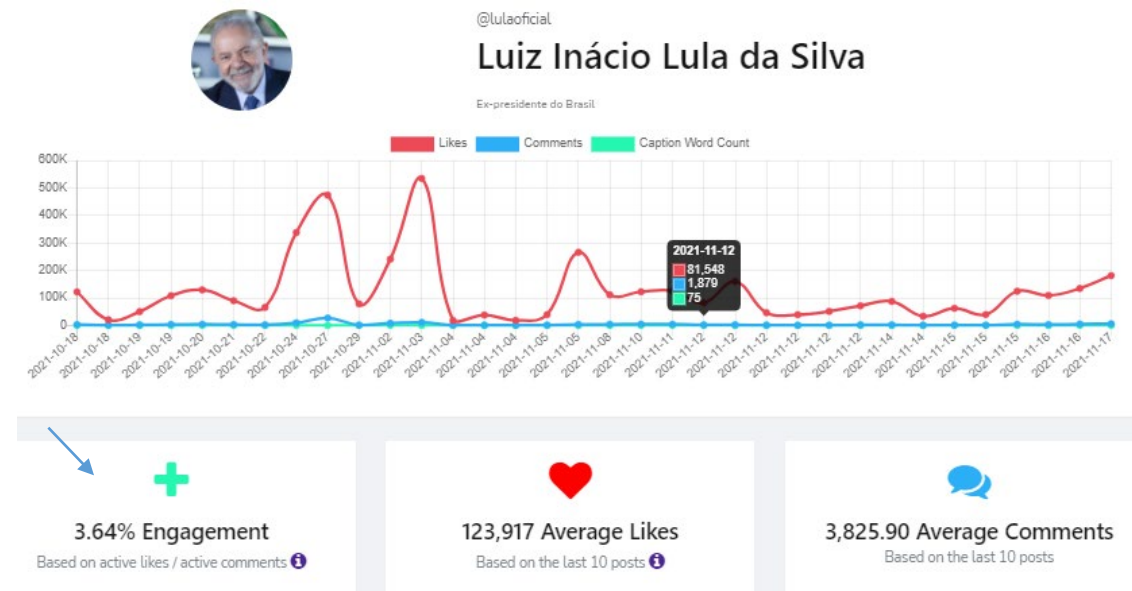 @lulaoficial
Luiz Inácio Lula da Silva
Ex-presidente do Brasil
Likes Comments Caption Word Count
600K
500K
400K
300K
200K
100K
0
2021-11-12
81,548
1,879
75
2021-10-18
2021-10-18
2021-10-19
2021-10-19
2021-10-20
2021-10-21
2021-10-22
2021-10-24
2021-10-27
2021-10-29
2021-11-02
2021-11-03
2021-11-04
2021-11-04
2021-11-04
2021-11-05
2021-11-05
2021-11-08
2021-11-10
2021-11-11
2021-11-12
2021-11-12
2021-11-12
2021-11-12
2021-11-12
2021-11-12
2021-11-14
2021-11-14
2021-11-15
2021-11-15
2021-11-15
2021-11-16
2021-11-16
2021-11-17
3.64% Engagement
Based on active likes / active comments
123,917 Average Likes
Based on the last 10 posts
3,825.90 Average Comments
Based on the last 10 posts